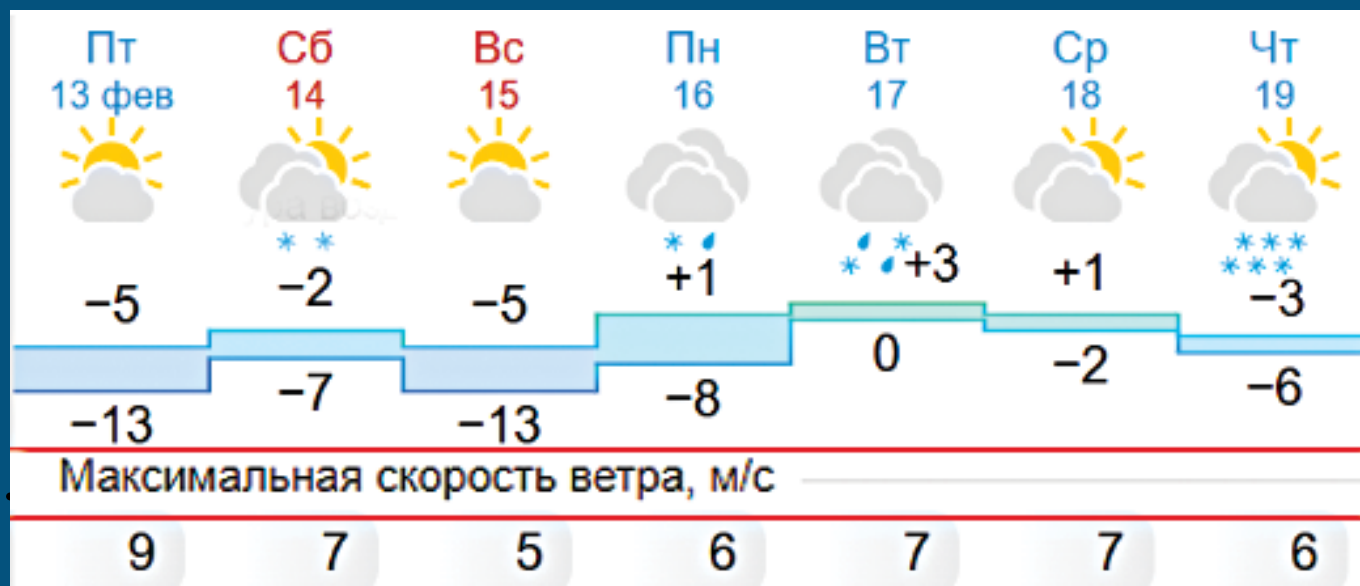 Пт Сб Вс Пн Вт Ср Чт
13 фев 14 15 16 17 18 19
−5 −2 −5 +1 +3 +1 −3
−13 −7 −13 −8 0 −2 −6
Максимальная скорость ветра, м/с
9 7 5 6 7 7 6